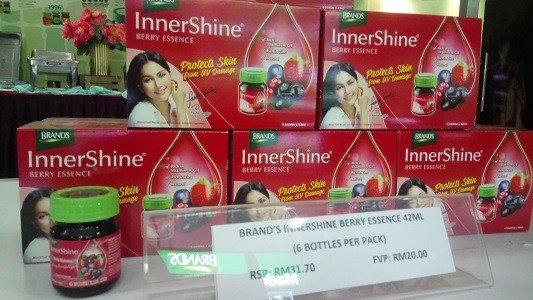 BRAND'S
InnerShine
BERRY ESSENCE
Protects Skin
from UV Damage
BRAND'S
InnerShine
BERRY ESSENCE
Protects Skin
from UV Damage
BRAND'S
InnerShine
BERRY ESSENCE
BRAND'S
InnerShine
BERRY ESSENCE
Protects Skin
from UV Damage
BRAND'S
InnerShine
BERRY ESSENCE
Protects Skin
from UV Damage
InnerShine
BRAND'S INNERSHINE BERRY ESSENCE 42ML
(6 BOTTLES PER PACK)
RSP: RM31.70 FVP: RM20.00